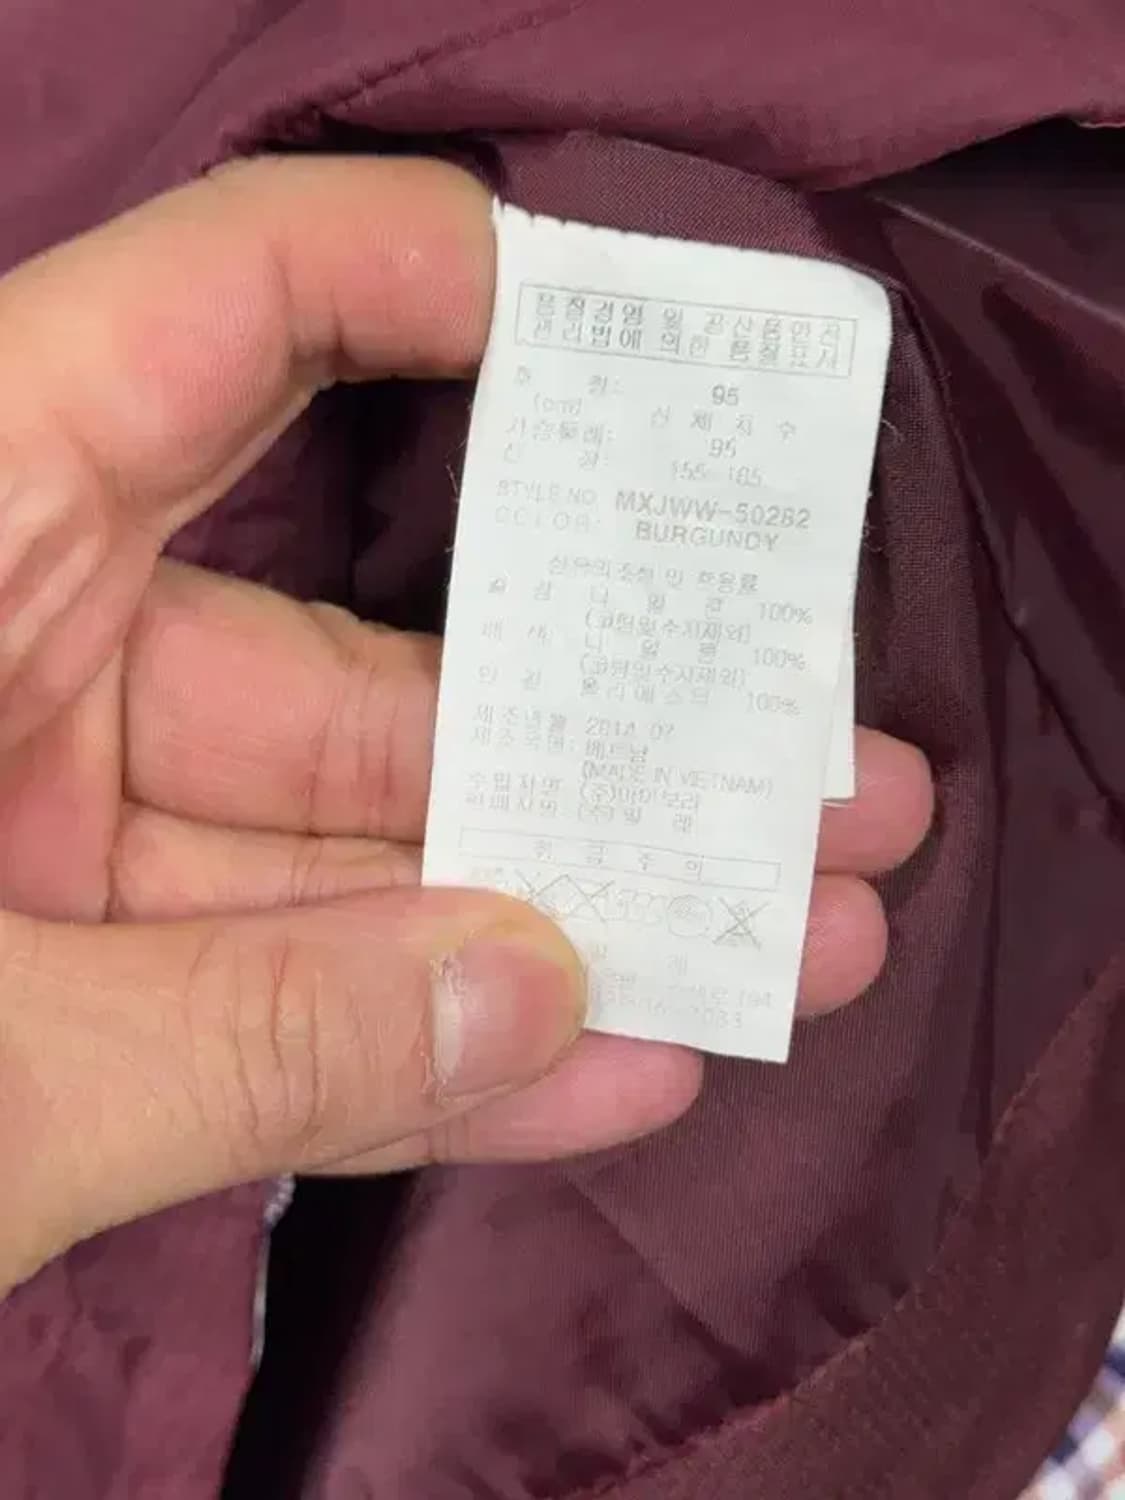 품질경영 및 공산품안전
관리법에 의한 품질표기
호 칭: 95
(cm) 신체치수
가슴둘레: 95
신 장: 155-165
STYLE NO. MXJWW-50282
COLOR: BURGUNDY
섬유의 조성 및 혼용률
겉 감 나 일 론 100%
(코팅및수지제외)
배 색 나 일 론 100%
(코팅및수지제외)
안 감 폴리에스터 100%
제조년월 2014. 07
제조국명: 베트남
(MADE IN VIETNAM)
수입자명: (주)
판매자명: (주)밀 레
취 급 주 의
밀 레
194